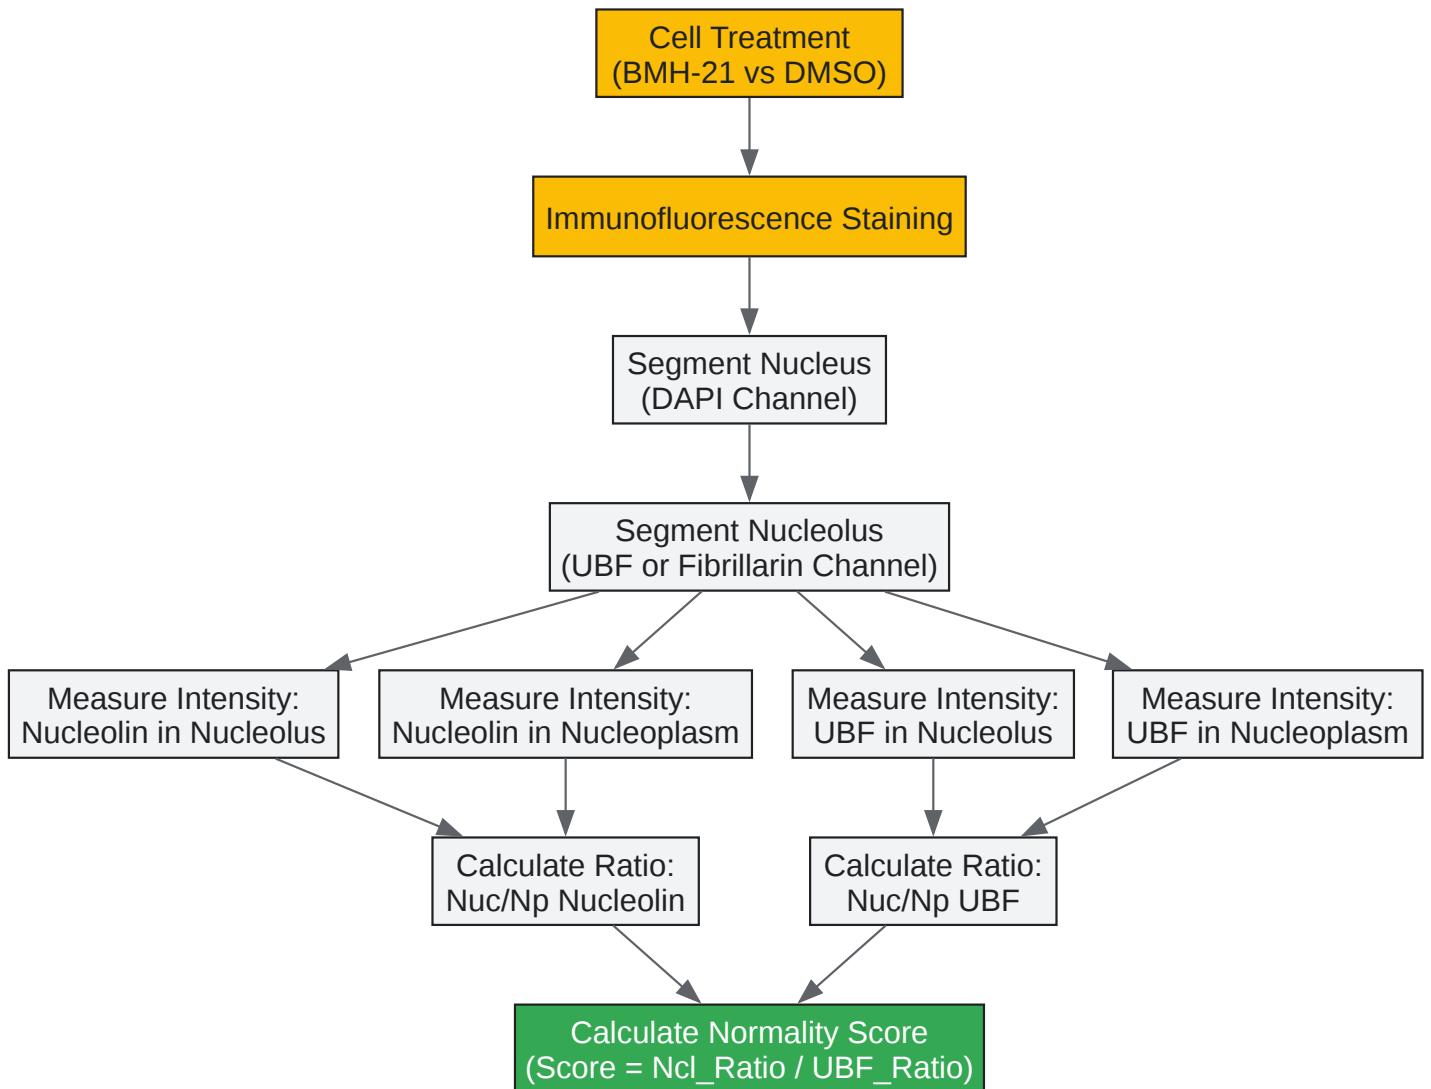 Cell Treatment
(BMH-21 vs DMSO)
Immunofluorescence Staining
Segment Nucleus
(DAPI Channel)
Segment Nucleolus
(UBF or Fibrillarin Channel)
Measure Intensity:
Nucleolin in Nucleolus
Measure Intensity:
Nucleolin in Nucleoplasm
Measure Intensity:
UBF in Nucleolus
Measure Intensity:
UBF in Nucleoplasm
Calculate Ratio:
Nuc/Np Nucleolin
Calculate Ratio:
Nuc/Np UBF
Calculate Normality Score
(Score = Ncl_Ratio / UBF_Ratio)